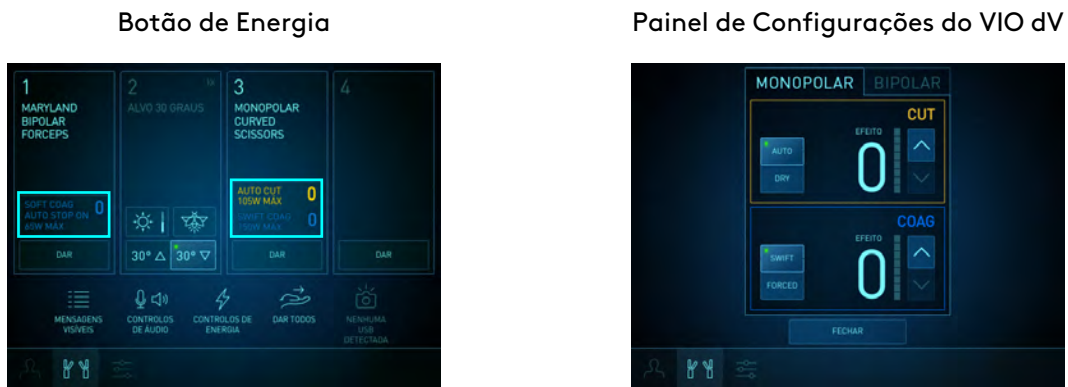 Botão de Energia
Painel de Configurações do VIO dV
1
MARYLAND
BIPOLAR
FORCEPS
SOFT COAG
AUTO STOP ON
65W MÁX
0
DAR
2
ALVO 30 GRAUS
30°
30°
3
MONOPOLAR
CURVED
SCISSORS
AUTO CUT
105W MÁX
0
SWIFT COAG
0
DAR
4
DAR
MENSAGENS
VISÍVEIS
CONTROLOS
DE ÁUDIO
CONTROLOS DE
ENERGIA
DAR TODOS
NENHUMA
USB
DETECTADA
MONOPOLAR
BIPOLAR
CUT
AUTO
DRY
EFEITO
0
COAG
SWIFT
FORCED
EFEITO
0
FECHAR